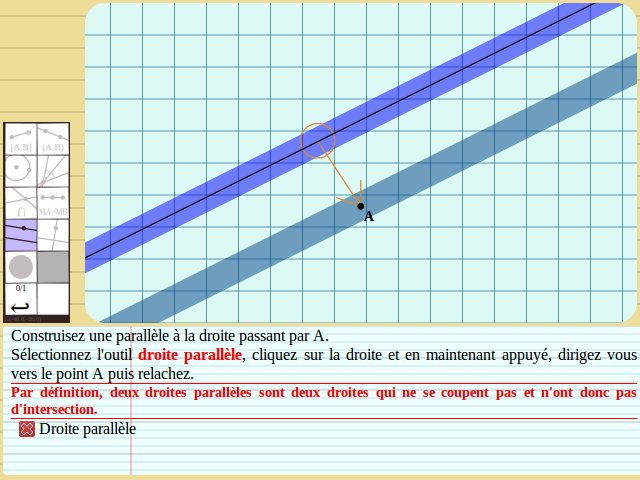 [A,B]
(A,B)
MA=MB
0/1
A
Construisez une parallèle à la droite passant par A.
Sélectionnez l'outil droite parallèle, cliquez sur la droite et en maintenant appuyé, dirigez vous
vers le point A puis relachez.
Par définition, deux droites parallèles sont deux droites qui ne se coupent pas et n'ont donc pas
d'intersection.
Droite parallèle